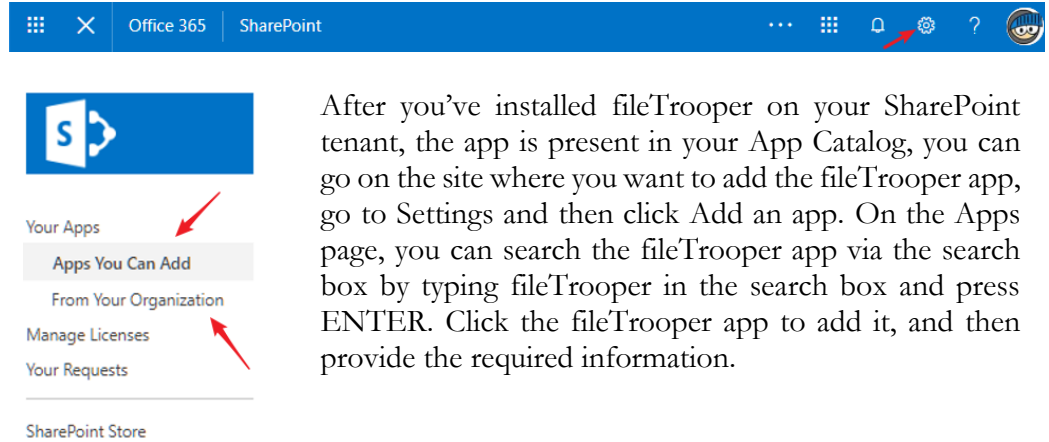 Office 365 SharePoint ... ?
S
After you’ve installed fileTrooper on your SharePoint
tenant, the app is present in your App Catalog, you can
go on the site where you want to add the fileTrooper app,
go to Settings and then click Add an app. On the Apps
page, you can search the fileTrooper app via the search
box by typing fileTrooper in the search box and press
ENTER. Click the fileTrooper app to add it, and then
provide the required information.
Your Apps
Apps You Can Add
From Your Organization
Manage Licenses
Your Requests
SharePoint Store